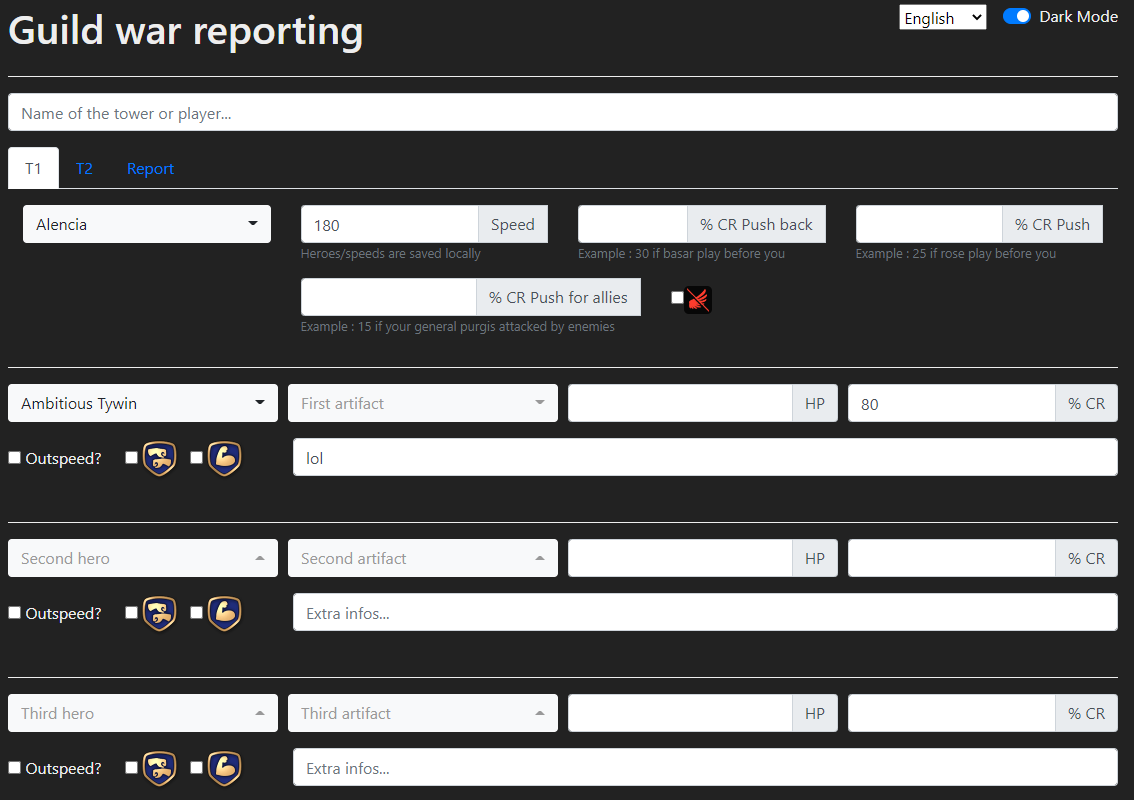 Guild war reporting
English
Dark Mode
Name of the tower or player...
T1 T2 Report
Alencia 180 Speed % CR Push back % CR Push
Heroes/speeds are saved locally Example : 30 if basar play before you Example : 25 if rose play before you
% CR Push for allies
Example : 15 if your general purgis attacked by enemies
Ambitious Tywin First artifact HP 80 % CR
Outspeed? lol
Second hero Second artifact HP % CR
Outspeed? Extra infos...
Third hero Third artifact HP % CR
Outspeed? Extra infos...